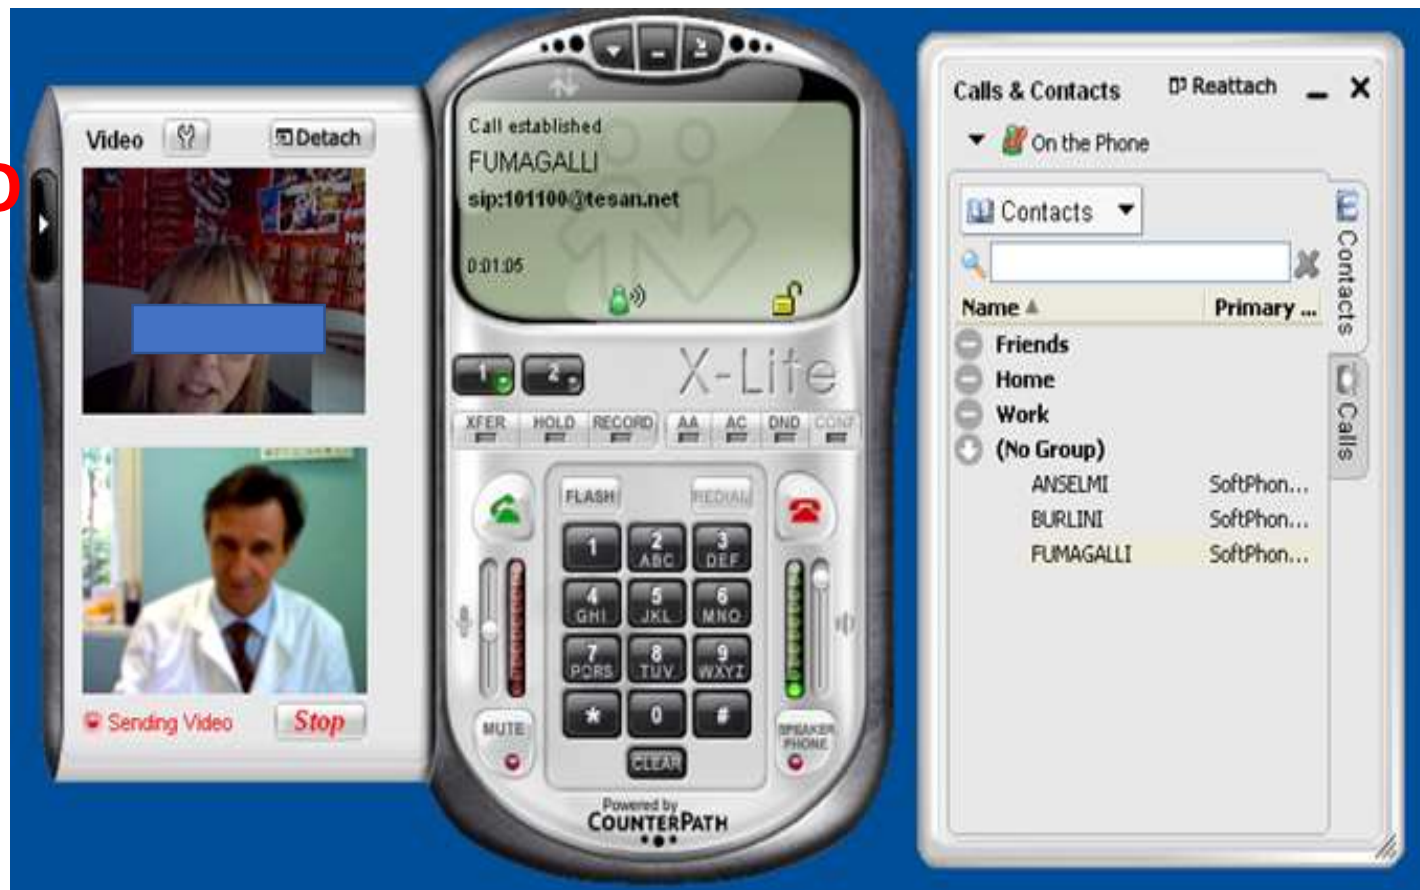 Video
Detach
Sending Video
Stop
Call established
FUMAGALLI
sip:101100@tesan.net
0:01:05
X-Lite
1
2
XFER HOLD RECORD AA AC DND CONF
FLASH
REDIAL
1 2 ABC 3 DEF
4 GHI 5 JKL 6 MNO
7 PQRS 8 TUV 9 WXYZ
* 0 #
MUTE
SPEAKER
PHONE
CLEAR
Powered by
COUNTERPATH
Calls & Contacts
Reattach
On the Phone
Contacts
Name Primary ...
Friends
Home
Work
(No Group)
ANSELMI SoftPhon...
BURLINI SoftPhon...
FUMAGALLI SoftPhon...
Contacts
Calls